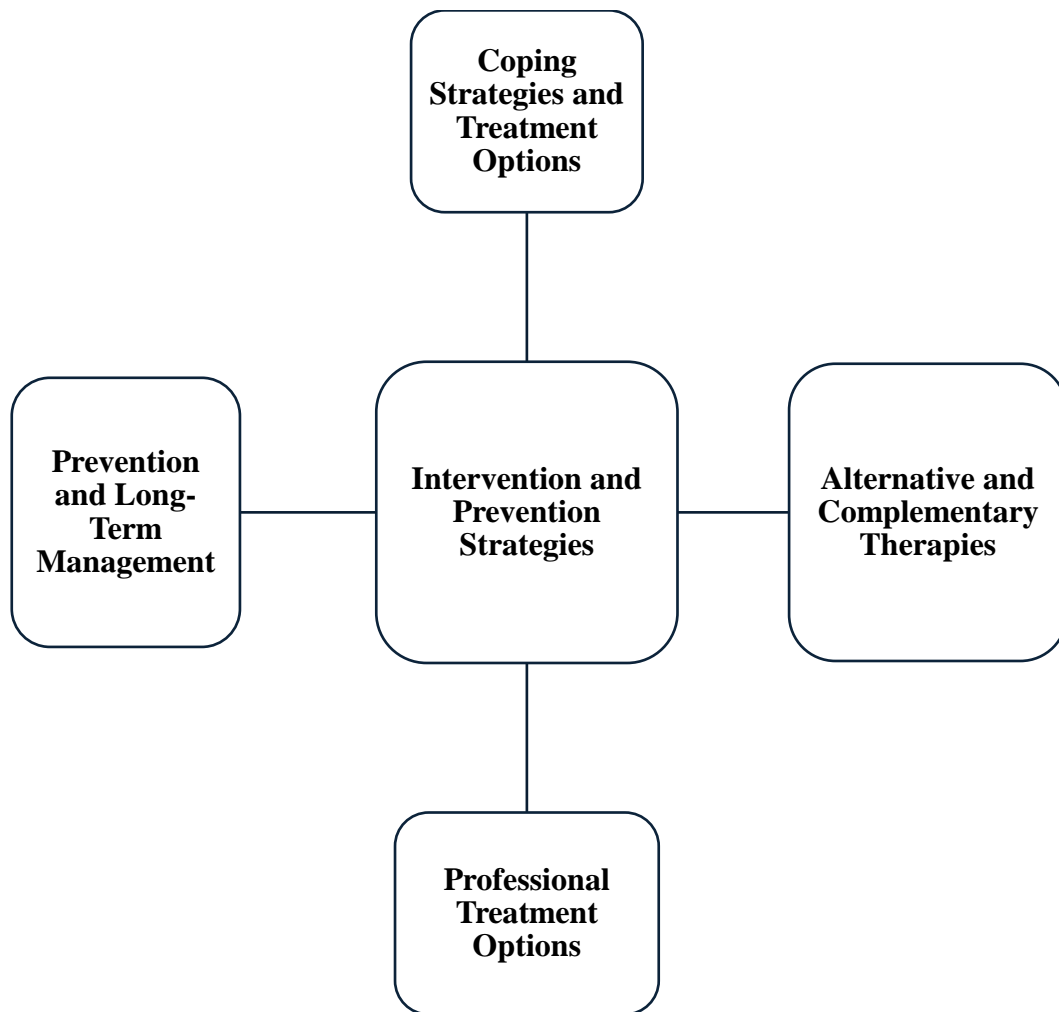 Coping
Strategies and
Treatment
Options
Prevention
and Long-
Term
Management
Intervention and
Prevention
Strategies
Alternative and
Complementary
Therapies
Professional
Treatment
Options